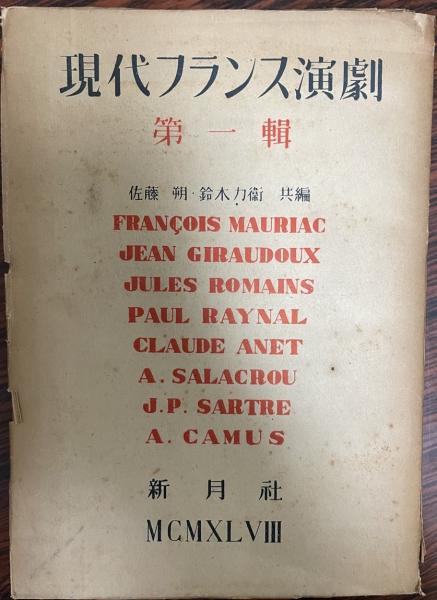 現代フランス演劇
第一輯
佐藤 朔・鈴木力衞 共編
FRANÇOIS MAURIAC
JEAN GIRAUDOUX
JULES ROMAINS
PAUL RAYNAL
CLAUDE ANET
A. SALACROU
J.P. SARTRE
A. CAMUS
新月社
MCMXLVIII